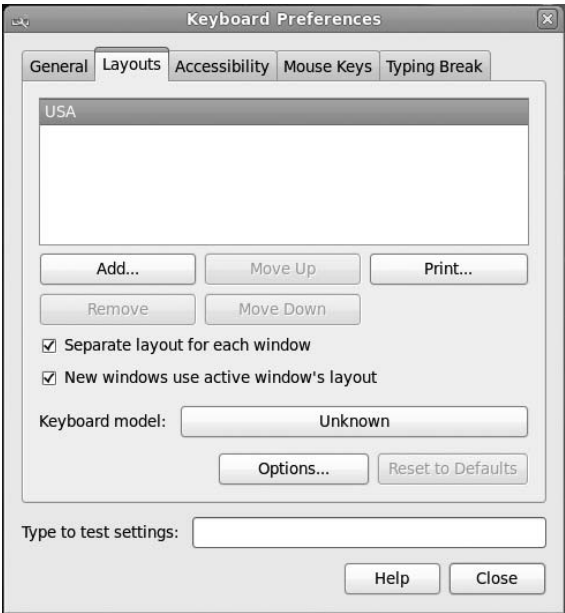 Keyboard Preferences
General Layouts Accessibility Mouse Keys Typing Break
USA
Add... Move Up Print...
Remove Move Down
Separate layout for each window
New windows use active window's layout
Keyboard model: Unknown
Options... Reset to Defaults
Type to test settings:
Help Close